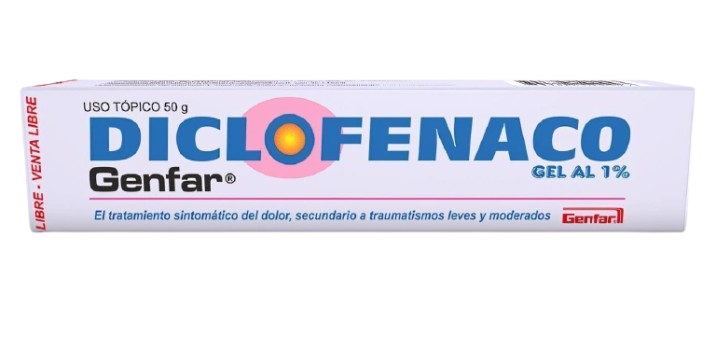 LIBRE - VENTA LIBRE
USO TÓPICO 50 g
DICLOFENACO
GEL AL 1%
Genfar®
El tratamiento sintomático del dolor, secundario a traumatismos leves y moderados
Genfar